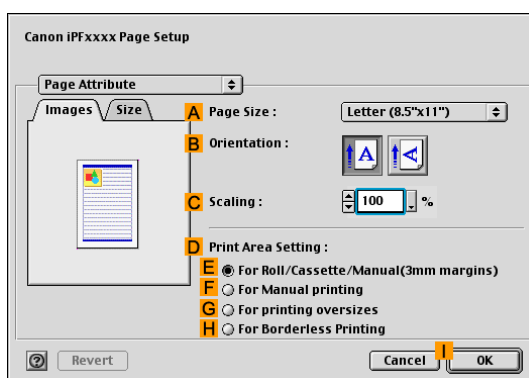 Canon iPFxxxx Page Setup
Page Attribute
Images Size
A Page Size : Letter (8.5"x11")
B Orientation : A A
C Scaling : 100 %
D Print Area Setting :
E For Roll/Cassette/Manual(3mm margins)
F For Manual printing
G For printing oversizes
H For Borderless Printing
? Revert Cancel I OK